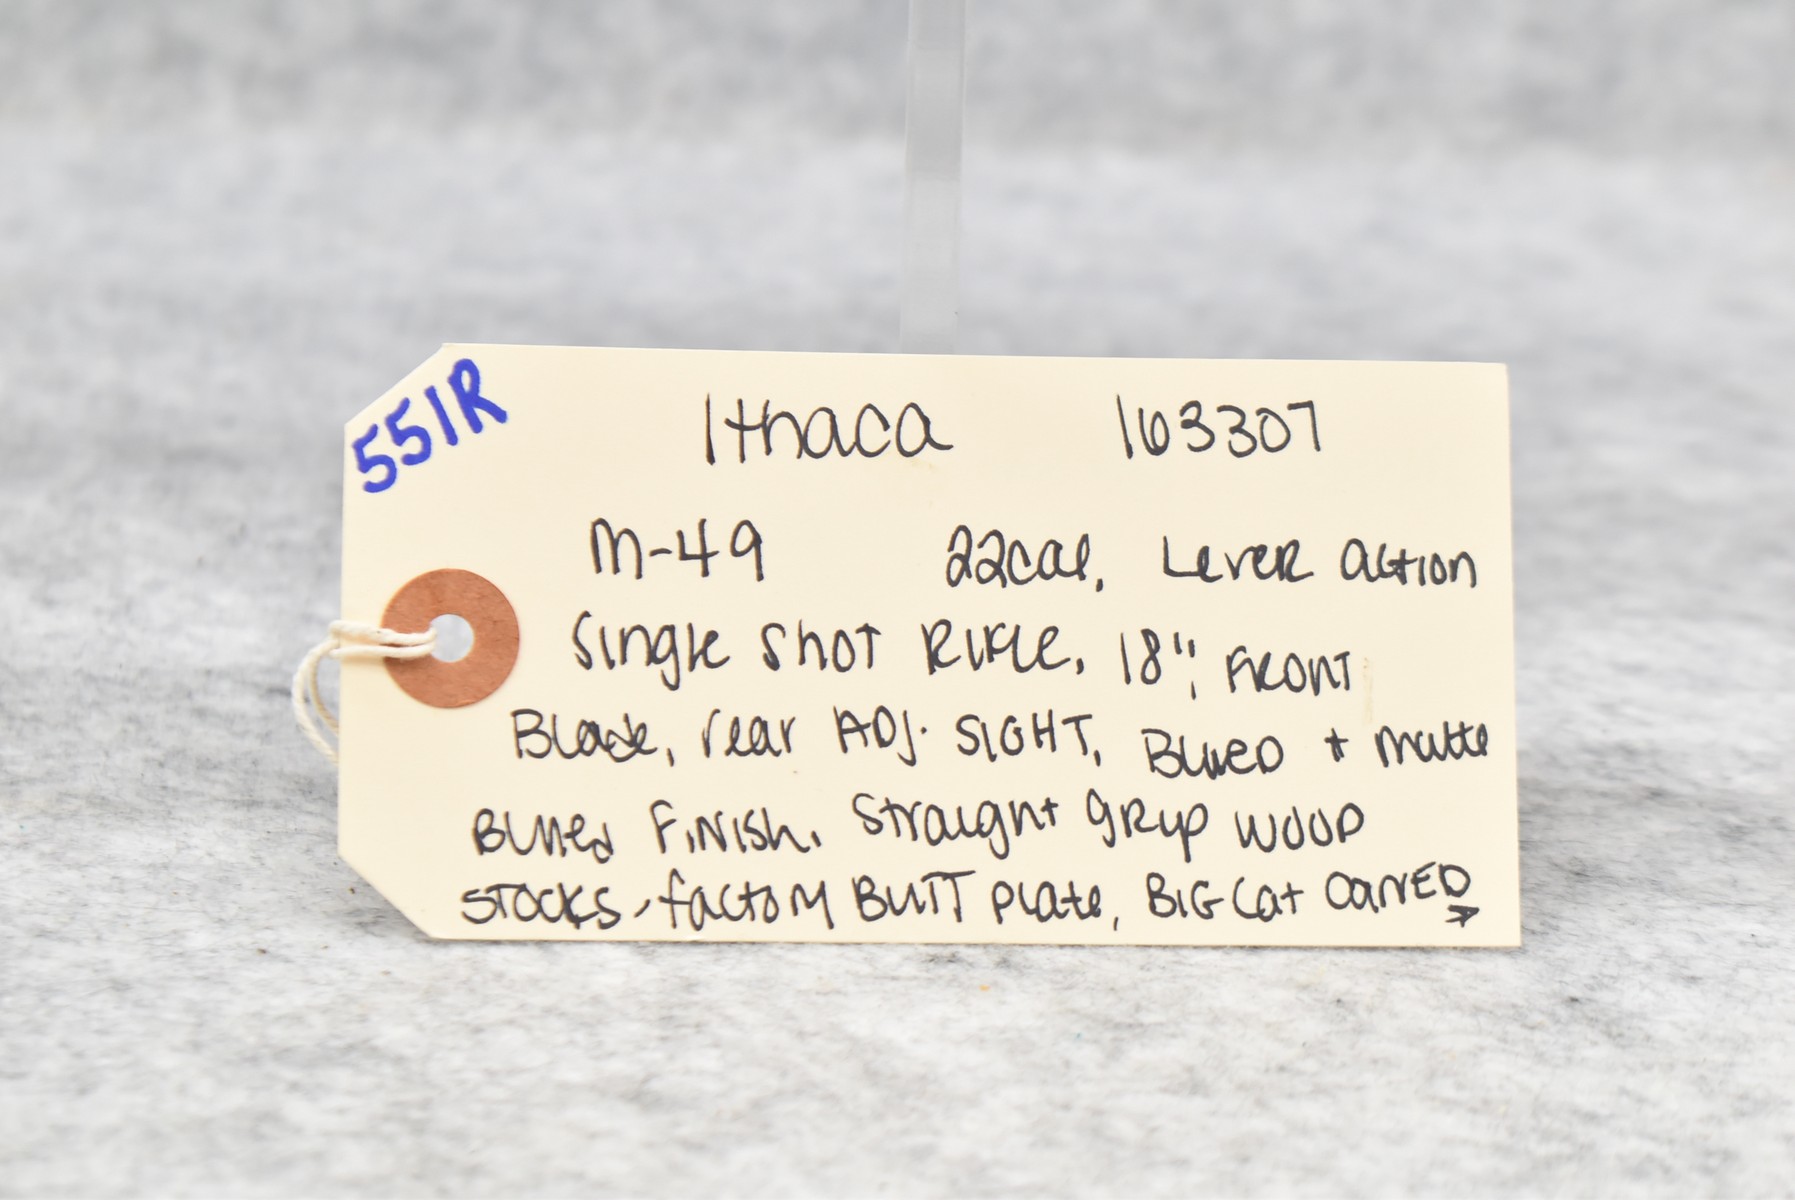 551R
Ithaca 163307
M-49 22cal, Lever action
Single shot Rifle, 18", FRONT
Blade, rear ADJ. SIGHT, BLUED + matte
BLUED FINISH. Straight GRIP WOOD
STOCKS, factory BUTT plate, BIG Cat CARVED